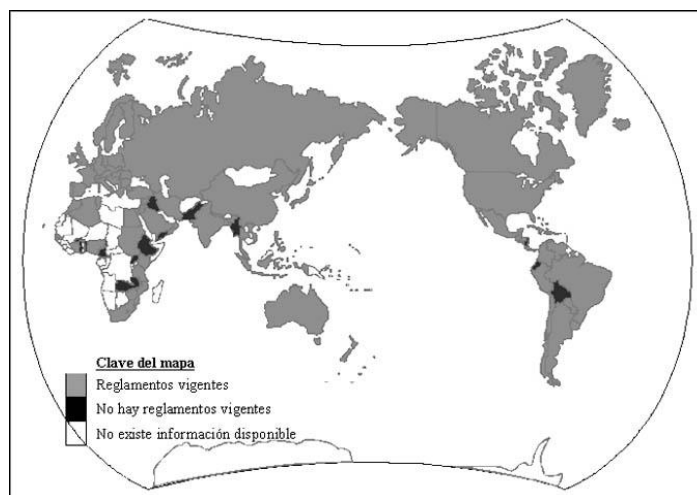 Clave del mapa
Reglamentos vigentes
No hay reglamentos vigentes
No existe información disponible